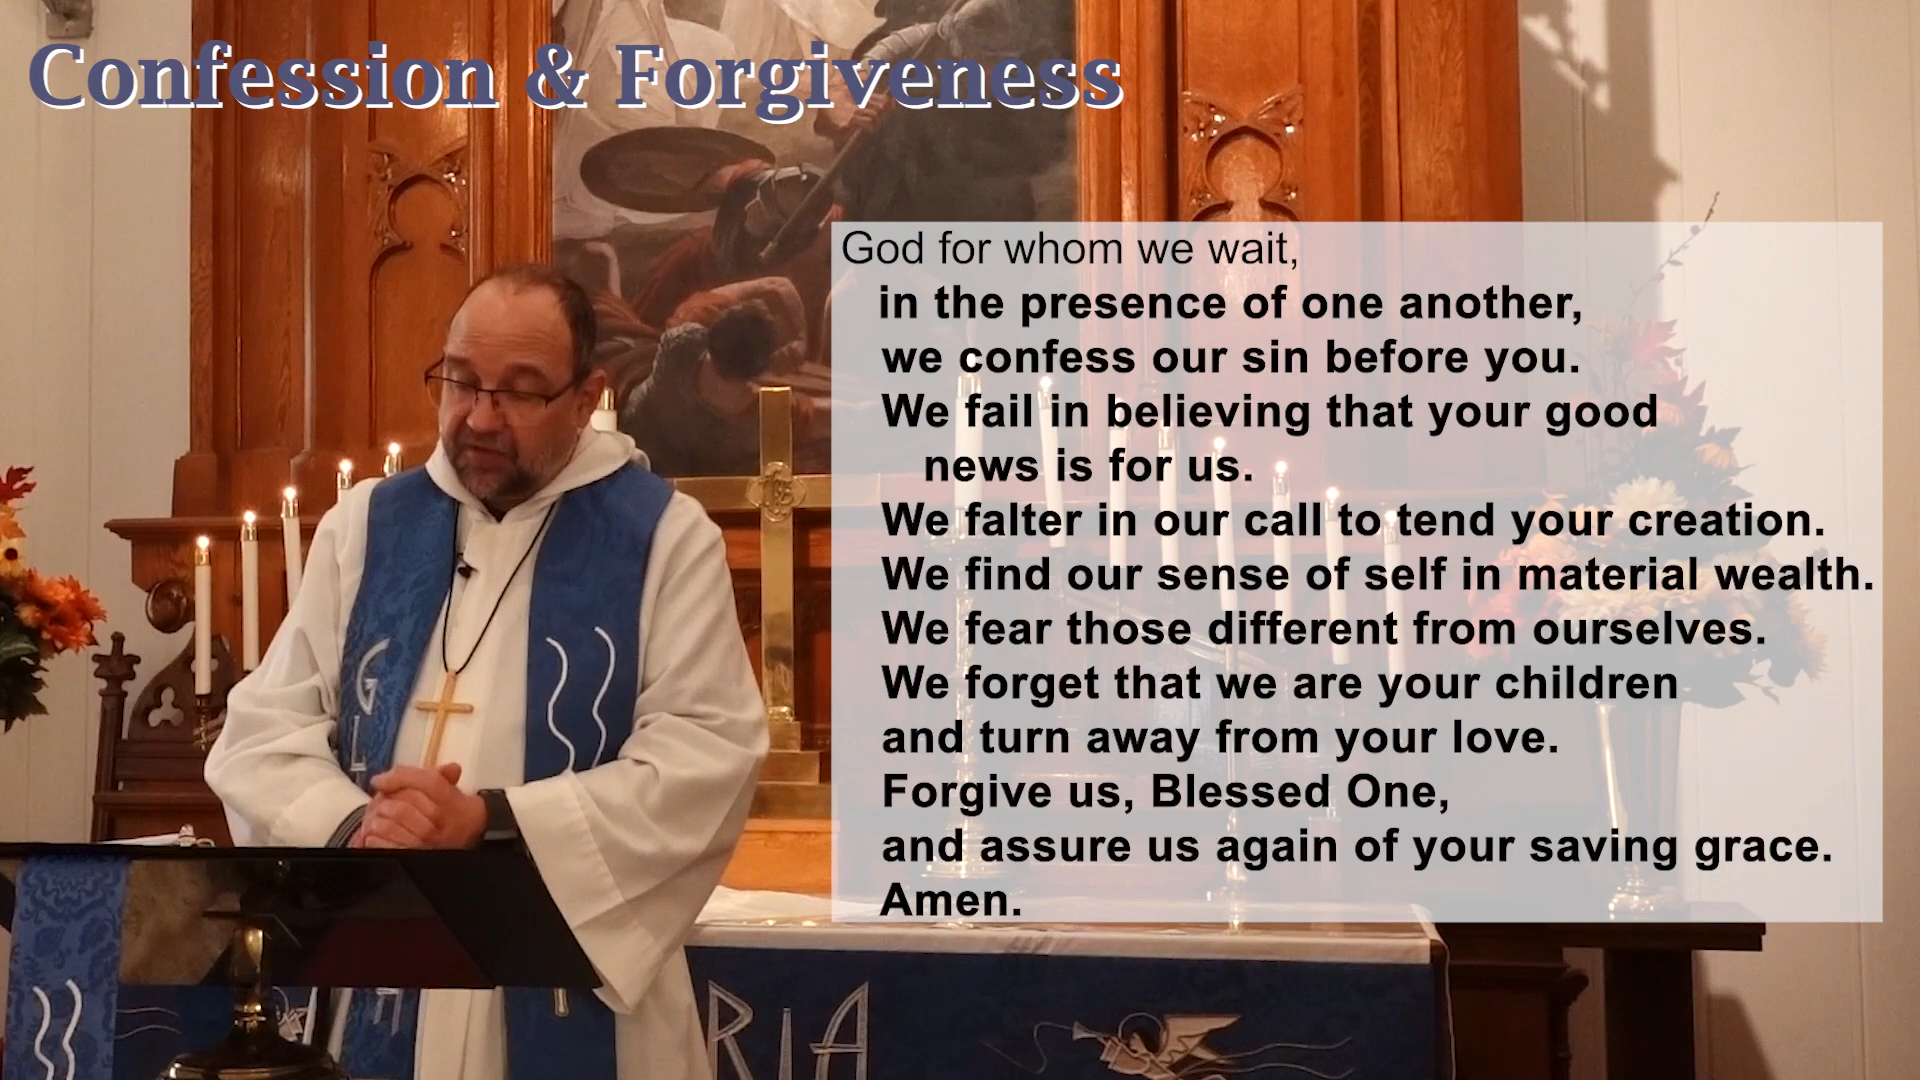 Confession & Forgiveness
God for whom we wait,
in the presence of one another,
we confess our sin before you.
We fail in believing that your good
news is for us.
We falter in our call to tend your creation.
We find our sense of self in material wealth.
We fear those different from ourselves.
We forget that we are your children
and turn away from your love.
Forgive us, Blessed One,
and assure us again of your saving grace.
Amen.
GL
RIA